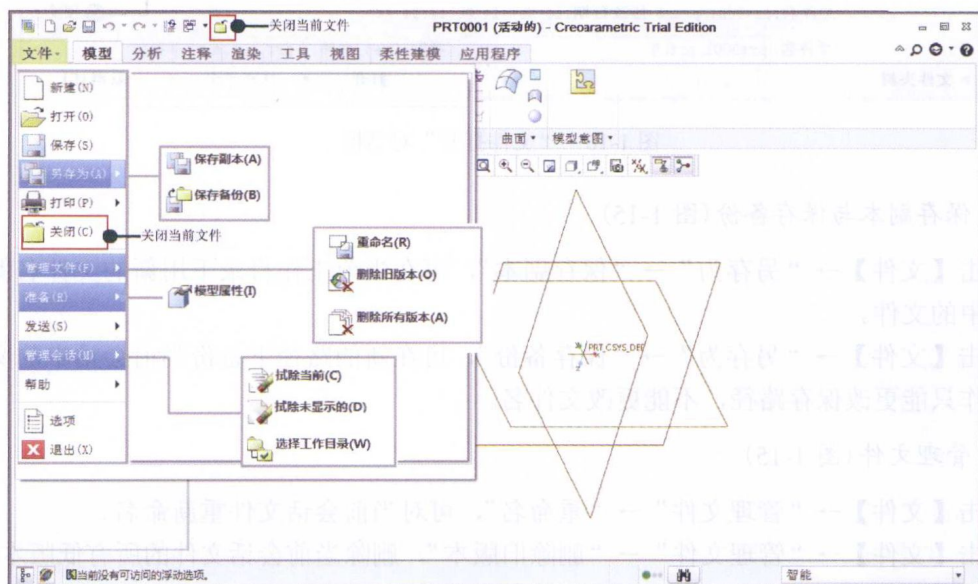 关闭当前文件
PRT0001 (活动的) - Creoarametric Trial Edition
文件 模型 分析 注释 渲染 工具 视图 柔性建模 应用程序
新建(N)
打开(O)
保存(S)
另存为(A)
打印(P)
关闭(C)
关闭当前文件
管理文件(F)
准备(R)
发送(S)
管理会话(M)
帮助
选项
退出(X)
保存副本(A)
保存备份(B)
重命名(R)
删除旧版本(O)
删除所有版本(A)
模型属性(I)
试除当前(C)
试除未显示的(D)
选择工作目录(W)
曲面 模型意图
PRT_CSYS_DEF
当前没有可访问的浮动选项。
智能